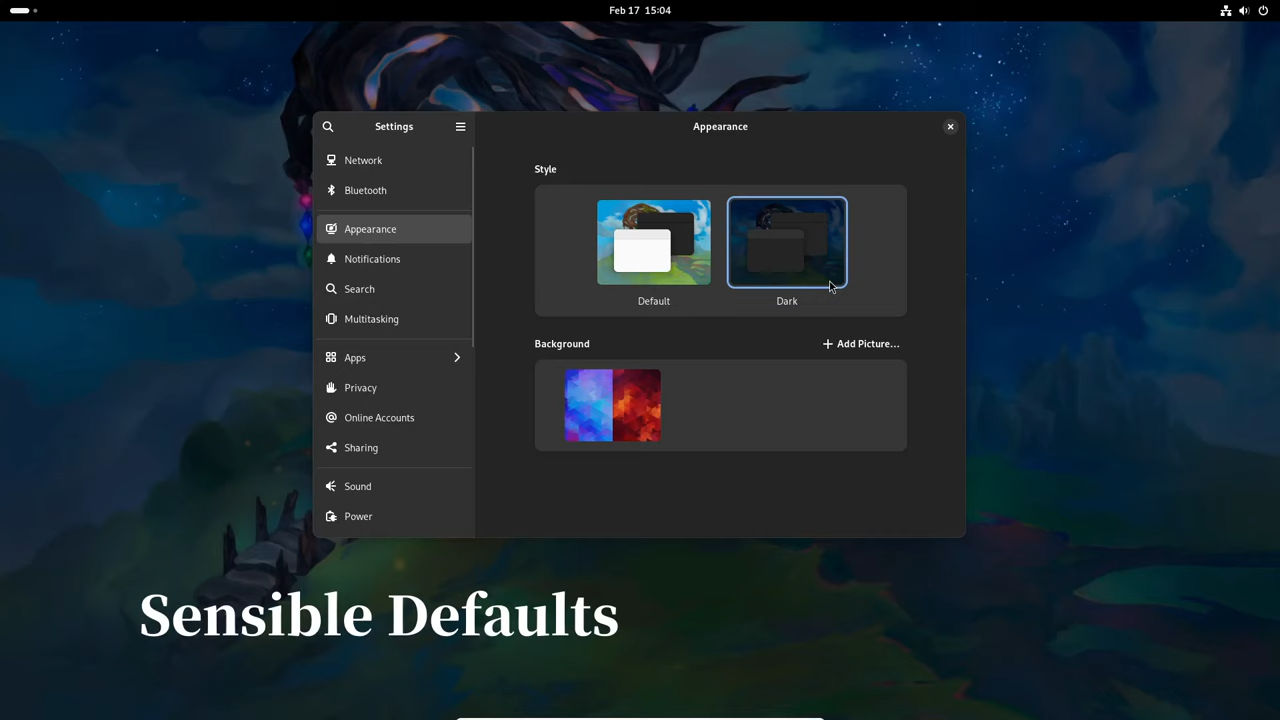 Feb 17 15:04
Settings
Appearance
Network
Bluetooth
Appearance
Notifications
Search
Multitasking
Apps
Privacy
Online Accounts
Sharing
Sound
Power
Style
Default
Dark
Background
Add Picture...
Sensible Defaults